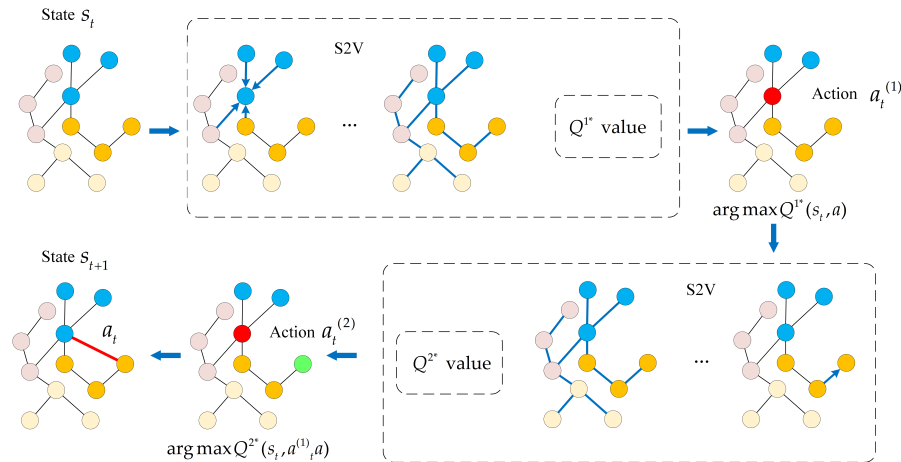 State s_t
S2V
...
Q^{1*} value
Action a_t^{(1)}
arg max Q^{1*}(s_t, a)
State s_{t+1}
a_t
Action a_t^{(2)}
arg max Q^{2*}(s_t, a^{(1)}_t a)
Q^{2*} value
S2V
...